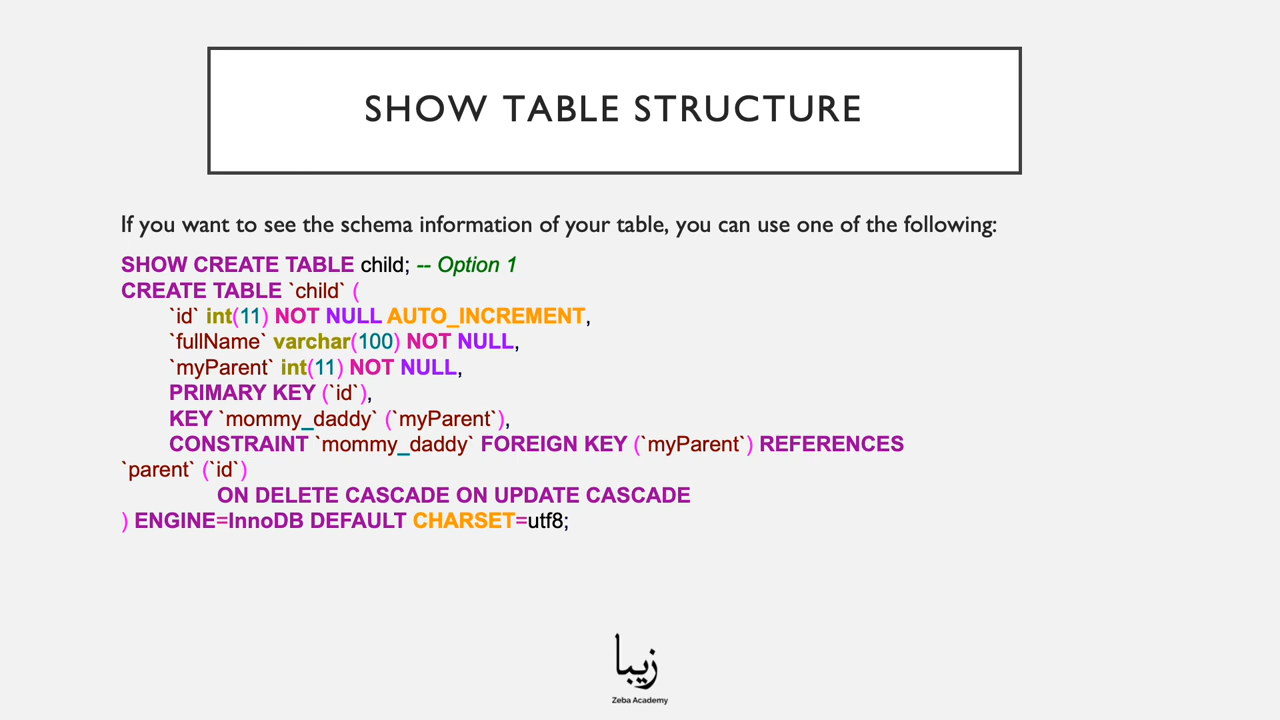 SHOW TABLE STRUCTURE
If you want to see the schema information of your table, you can use one of the following:
SHOW CREATE TABLE child; -- Option 1
CREATE TABLE `child` (
`id` int(11) NOT NULL AUTO_INCREMENT,
`fullName` varchar(100) NOT NULL,
`myParent` int(11) NOT NULL,
PRIMARY KEY (`id`),
KEY `mommy_daddy` (`myParent`),
CONSTRAINT `mommy_daddy` FOREIGN KEY (`myParent`) REFERENCES
`parent` (`id`)
ON DELETE CASCADE ON UPDATE CASCADE
) ENGINE=InnoDB DEFAULT CHARSET=utf8;
زیبا
Zeba Academy